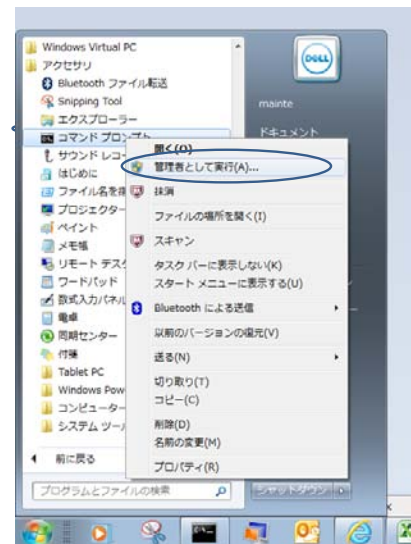 Windows Virtual PC
アクセサリ
Bluetooth ファイル転送
Snipping Tool
エクスプローラー
コマンド プロンプト
サウンド レコー
はじめに
ファイル名を指
プロジェクター
ペイント
メモ帳
リモート デスク
ワードパッド
数式入力パネル
電卓
同期センター
付箋
Tablet PC
Windows Pow
コンピューター
システム ツー
前に戻る
プログラムとファイルの検索
DELL
mainte
ドキュメント
開く(O)
管理者として実行(A)...
抹消
ファイルの場所を開く(I)
スキャン
タスク バーに表示しない(K)
スタート メニューに表示する(U)
Bluetooth による送信
以前のバージョンの復元(V)
送る(N)
切り取り(T)
コピー(C)
削除(D)
名前の変更(M)
プロパティ(R)
シャットダウン